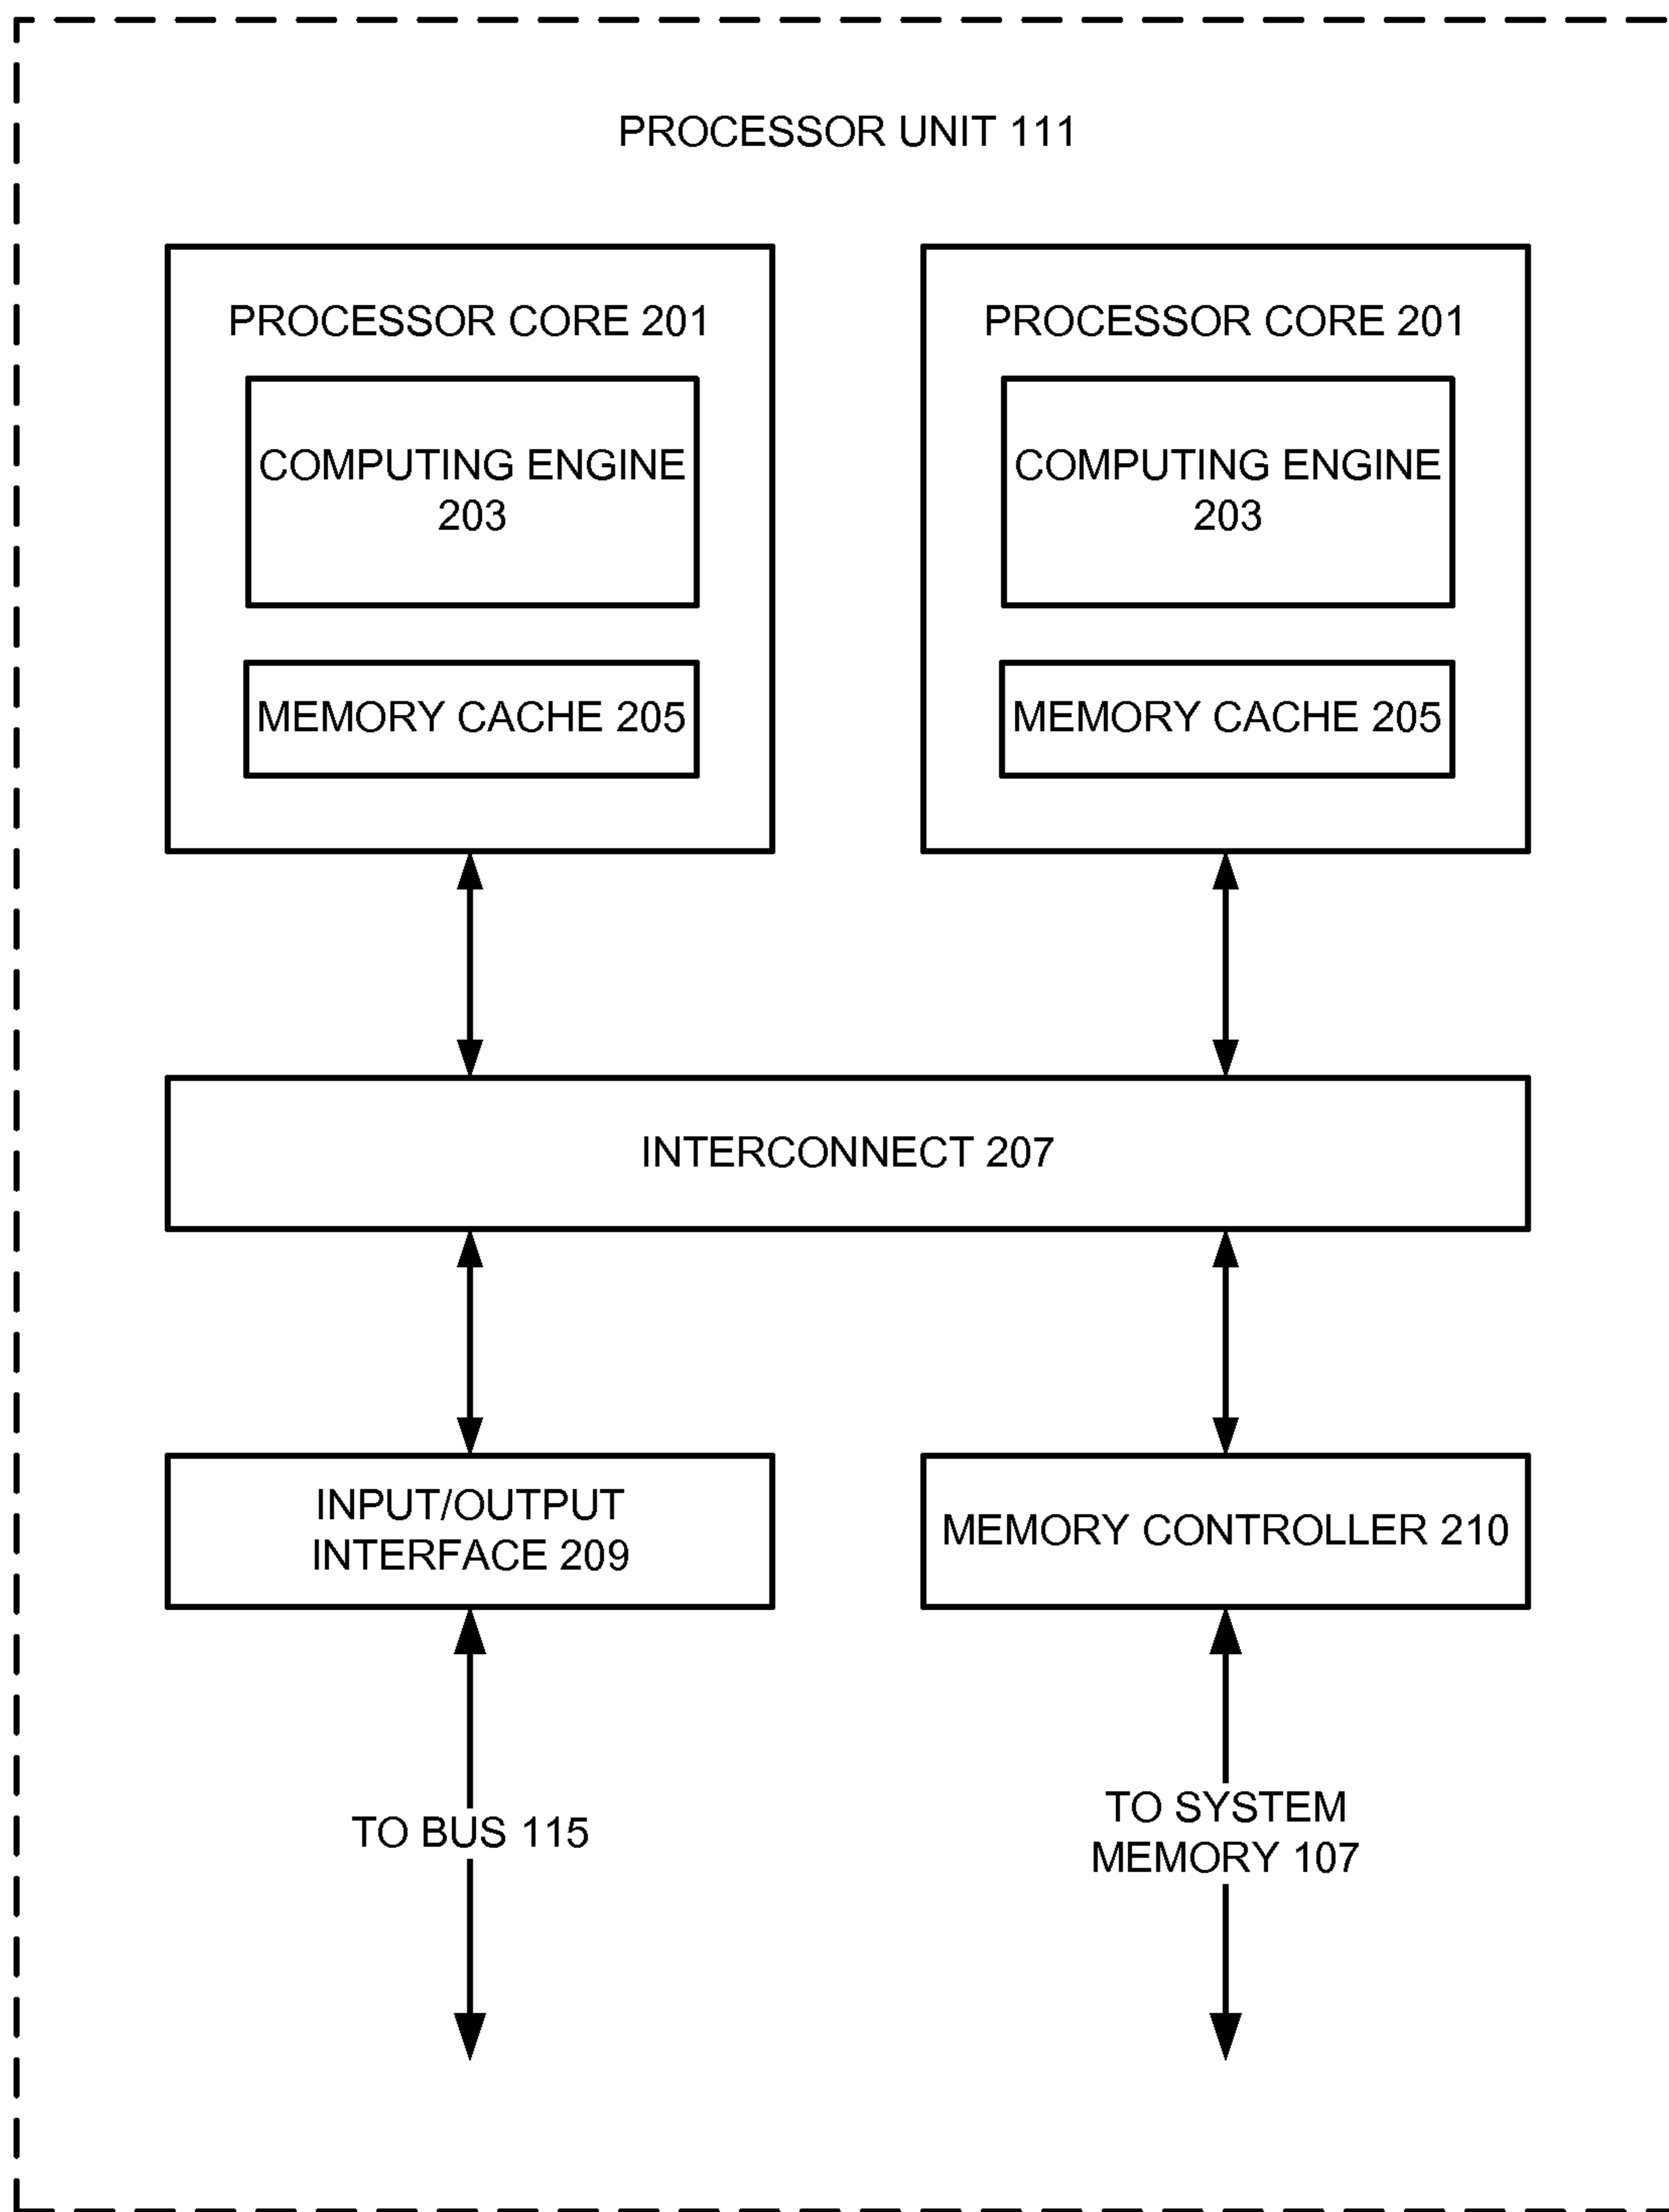 PROCESSOR UNIT 111
PROCESSOR CORE 201
COMPUTING ENGINE
203
MEMORY CACHE 205
PROCESSOR CORE 201
COMPUTING ENGINE
203
MEMORY CACHE 205
INTERCONNECT 207
INPUT/OUTPUT
INTERFACE 209
MEMORY CONTROLLER 210
TO BUS 115
TO SYSTEM
MEMORY 107